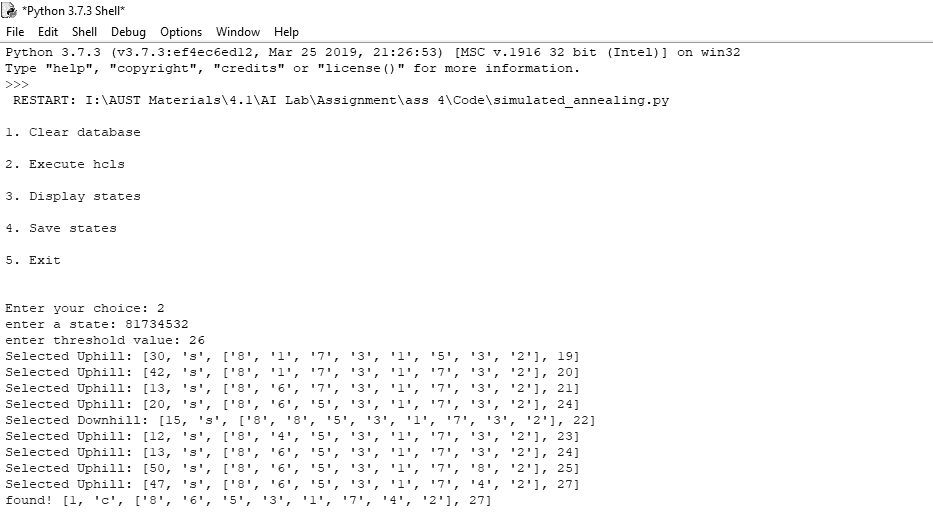 *Python 3.7.3 Shell*
File Edit Shell Debug Options Window Help
Python 3.7.3 (v3.7.3:ef4ec6ed12, Mar 25 2019, 21:26:53) [MSC v.1916 32 bit (Intel)] on win32
Type "help", "copyright", "credits" or "license()" for more information.
>>>
RESTART: I:\AUST Materials\4.1\AI Lab\Assignment\ass 4\Code\simulated_annealing.py
1. Clear database
2. Execute hcls
3. Display states
4. Save states
5. Exit
Enter your choice: 2
enter a state: 81734532
enter threshold value: 26
Selected Uphill: [30, 's', ['8', '1', '7', '3', '1', '5', '3', '2'], 19]
Selected Uphill: [42, 's', ['8', '1', '7', '3', '1', '7', '3', '2'], 20]
Selected Uphill: [13, 's', ['8', '6', '7', '3', '1', '7', '3', '2'], 21]
Selected Uphill: [20, 's', ['8', '6', '5', '3', '1', '7', '3', '2'], 24]
Selected Downhill: [15, 's', ['8', '8', '5', '3', '1', '7', '3', '2'], 22]
Selected Uphill: [12, 's', ['8', '4', '5', '3', '1', '7', '3', '2'], 23]
Selected Uphill: [13, 's', ['8', '6', '5', '3', '1', '7', '3', '2'], 24]
Selected Uphill: [50, 's', ['8', '6', '5', '3', '1', '7', '8', '2'], 25]
Selected Uphill: [47, 's', ['8', '6', '5', '3', '1', '7', '4', '2'], 27]
found! [1, 'c', ['8', '6', '5', '3', '1', '7', '4', '2'], 27]